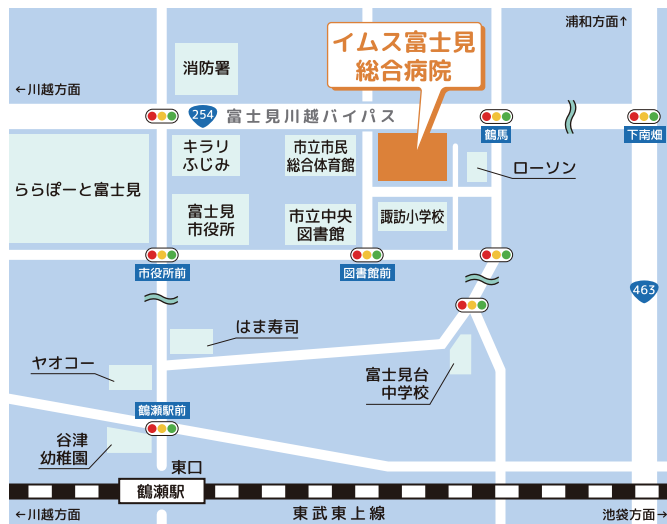 浦和方面↑
イムス富士見
総合病院
消防署
←川越方面
254
富士見川越バイパス
鶴馬
下南畑
キラリ
ふじみ
市立市民
総合体育館
ローソン
ららぽーと富士見
富士見
市役所
市立中央
図書館
諏訪小学校
市役所前
図書館前
463
はま寿司
ヤオコー
富士見台
中学校
鶴瀬駅前
谷津
幼稚園
東口
鶴瀬駅
←川越方面
東武東上線
池袋方面→